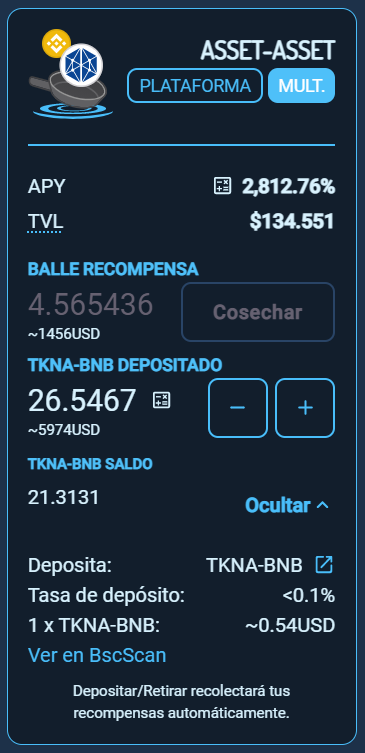 ASSET-ASSET
PLATAFORMA MULT.
APY 2,812.76%
TVL $134.551
BALLE RECOMPENSA
4.565436 Cosechar
~1456USD
TKNA-BNB DEPOSITADO
26.5467 − +
~5974USD
TKNA-BNB SALDO
21.3131
Ocultar
Deposita: TKNA-BNB
Tasa de depósito: <0.1%
1 x TKNA-BNB: ~0.54USD
Ver en BscScan
Depositar/Retirar recolectará tus
recompensas automáticamente.